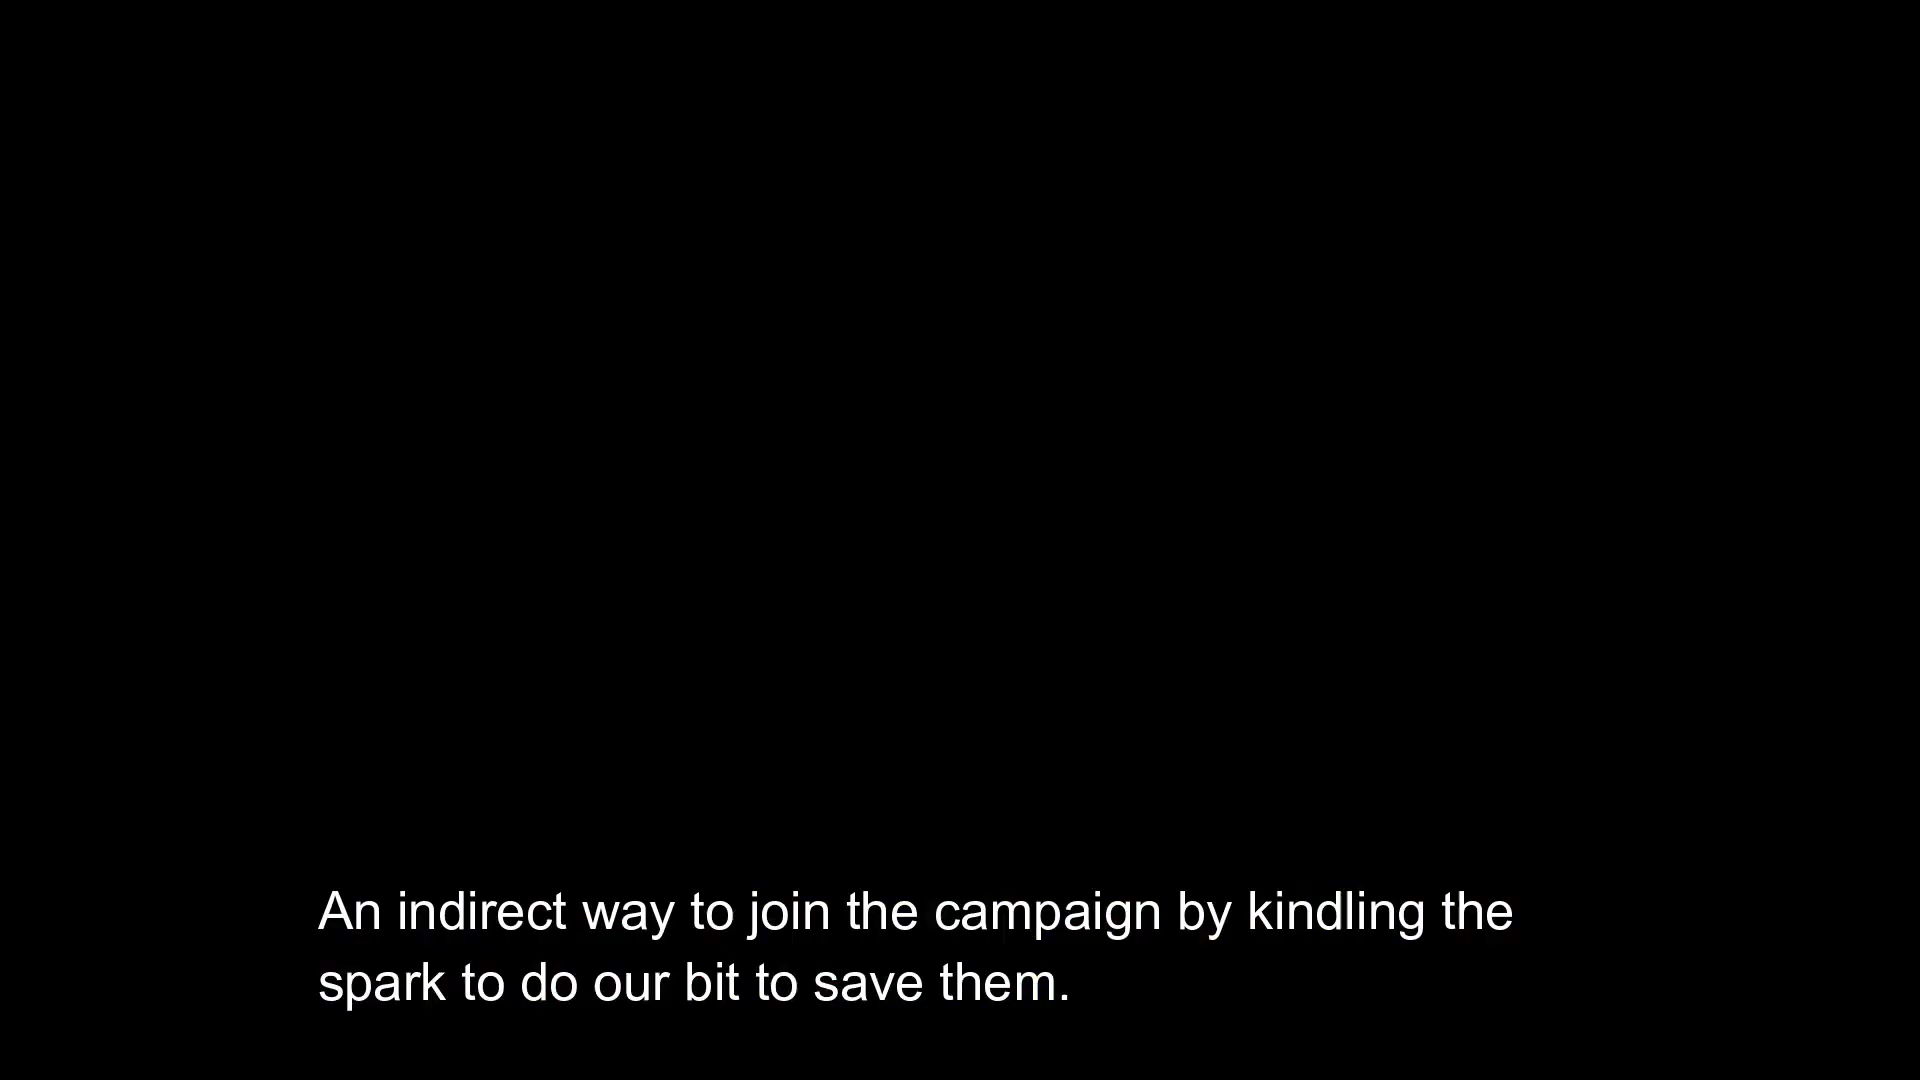 An indirect way to join the campaign by kindling the
spark to do our bit to save them.